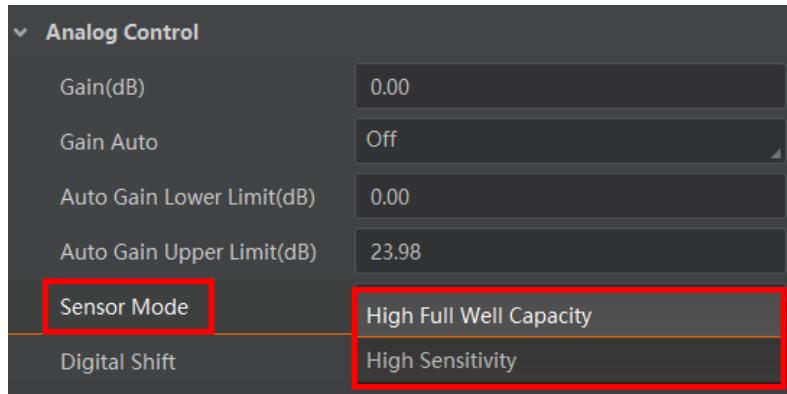 Analog Control
Gain(dB) 0.00
Gain Auto Off
Auto Gain Lower Limit(dB) 0.00
Auto Gain Upper Limit(dB) 23.98
Sensor Mode High Full Well Capacity
Digital Shift High Sensitivity